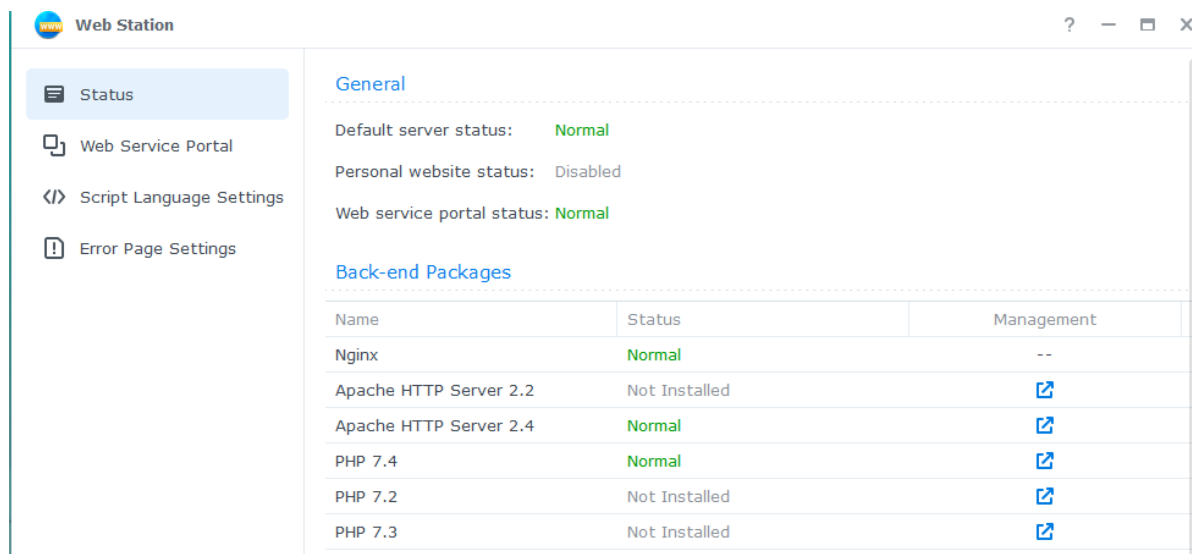 www Web Station
Status
Web Service Portal
Script Language Settings
Error Page Settings
General
Default server status: Normal
Personal website status: Disabled
Web service portal status: Normal
Back-end Packages
Name Status Management
Nginx Normal --
Apache HTTP Server 2.2 Not Installed
Apache HTTP Server 2.4 Normal
PHP 7.4 Normal
PHP 7.2 Not Installed
PHP 7.3 Not Installed